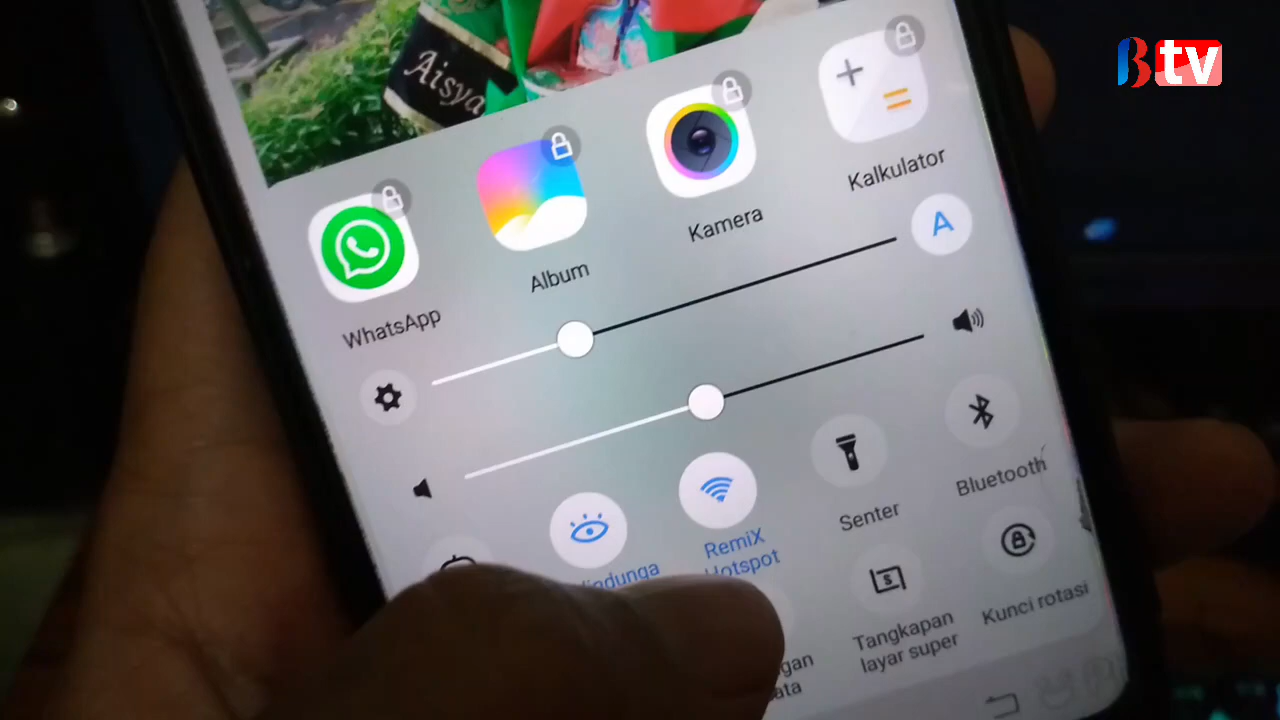 Btv
Aisya
WhatsApp
Album
Kamera
Kalkulator
A
RemiX
Hotspot
Senter
Bluetooth
Tangkapan
layar super
Kunci rotasi